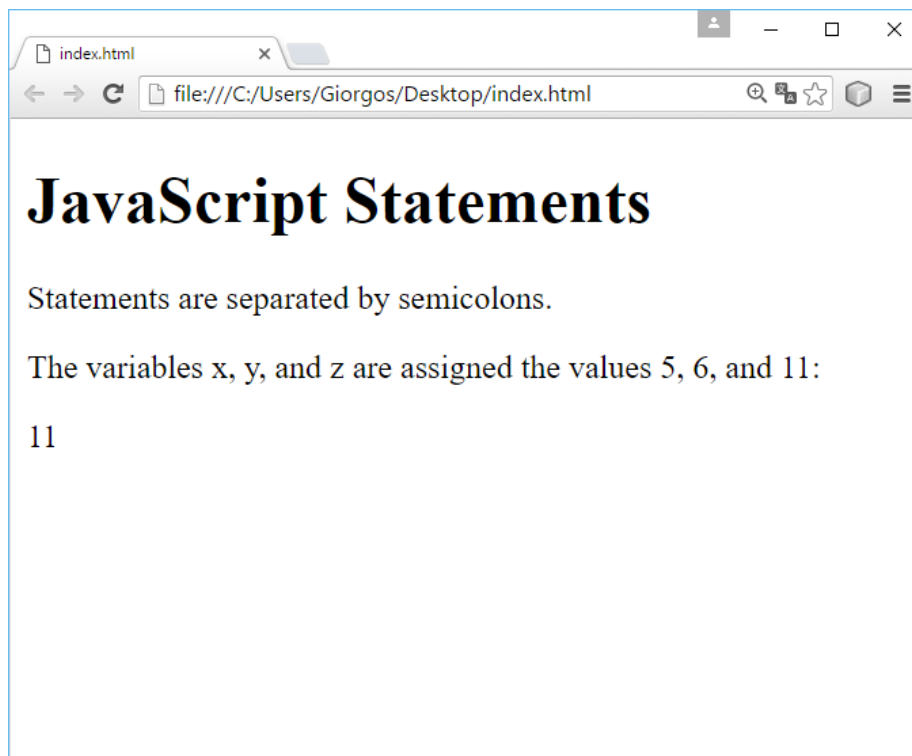 index.html
file:///C:/Users/Giorgos/Desktop/index.html
JavaScript Statements
Statements are separated by semicolons.
The variables x, y, and z are assigned the values 5, 6, and 11:
11